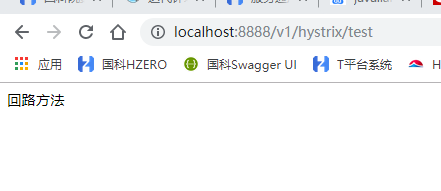 localhost:8888/v1/hystrix/test
应用
国科HZERO
国科Swagger UI
T平台系统
H
回路方法